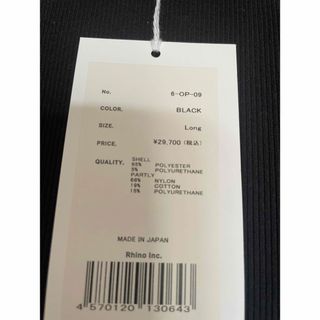 No. 6-OP-09
COLOR. BLACK
SIZE. Long
PRICE. ¥29,700 (税込)
QUALITY. SHELL
95% POLYESTER
5% POLYURETHANE
PARTLY
66% NYLON
19% COTTON
15% POLYURETHANE
MADE IN JAPAN
Rhino Inc.
4 570120 130643